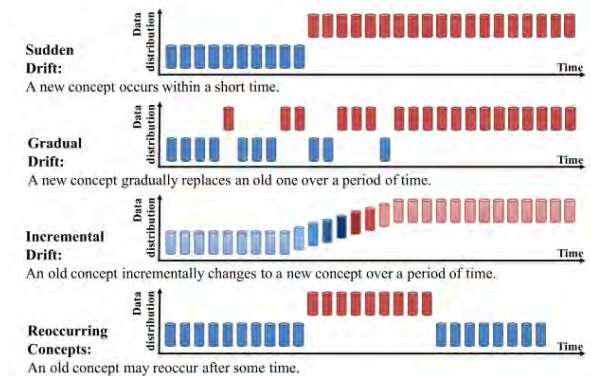 Data
distribution
Sudden
Drift:
Time
A new concept occurs within a short time.
Data
distribution
Gradual
Drift:
Time
A new concept gradually replaces an old one over a period of time.
Data
distribution
Incremental
Drift:
Time
An old concept incrementally changes to a new concept over a period of time.
Data
distribution
Reoccurring
Concepts:
Time
An old concept may reoccur after some time.